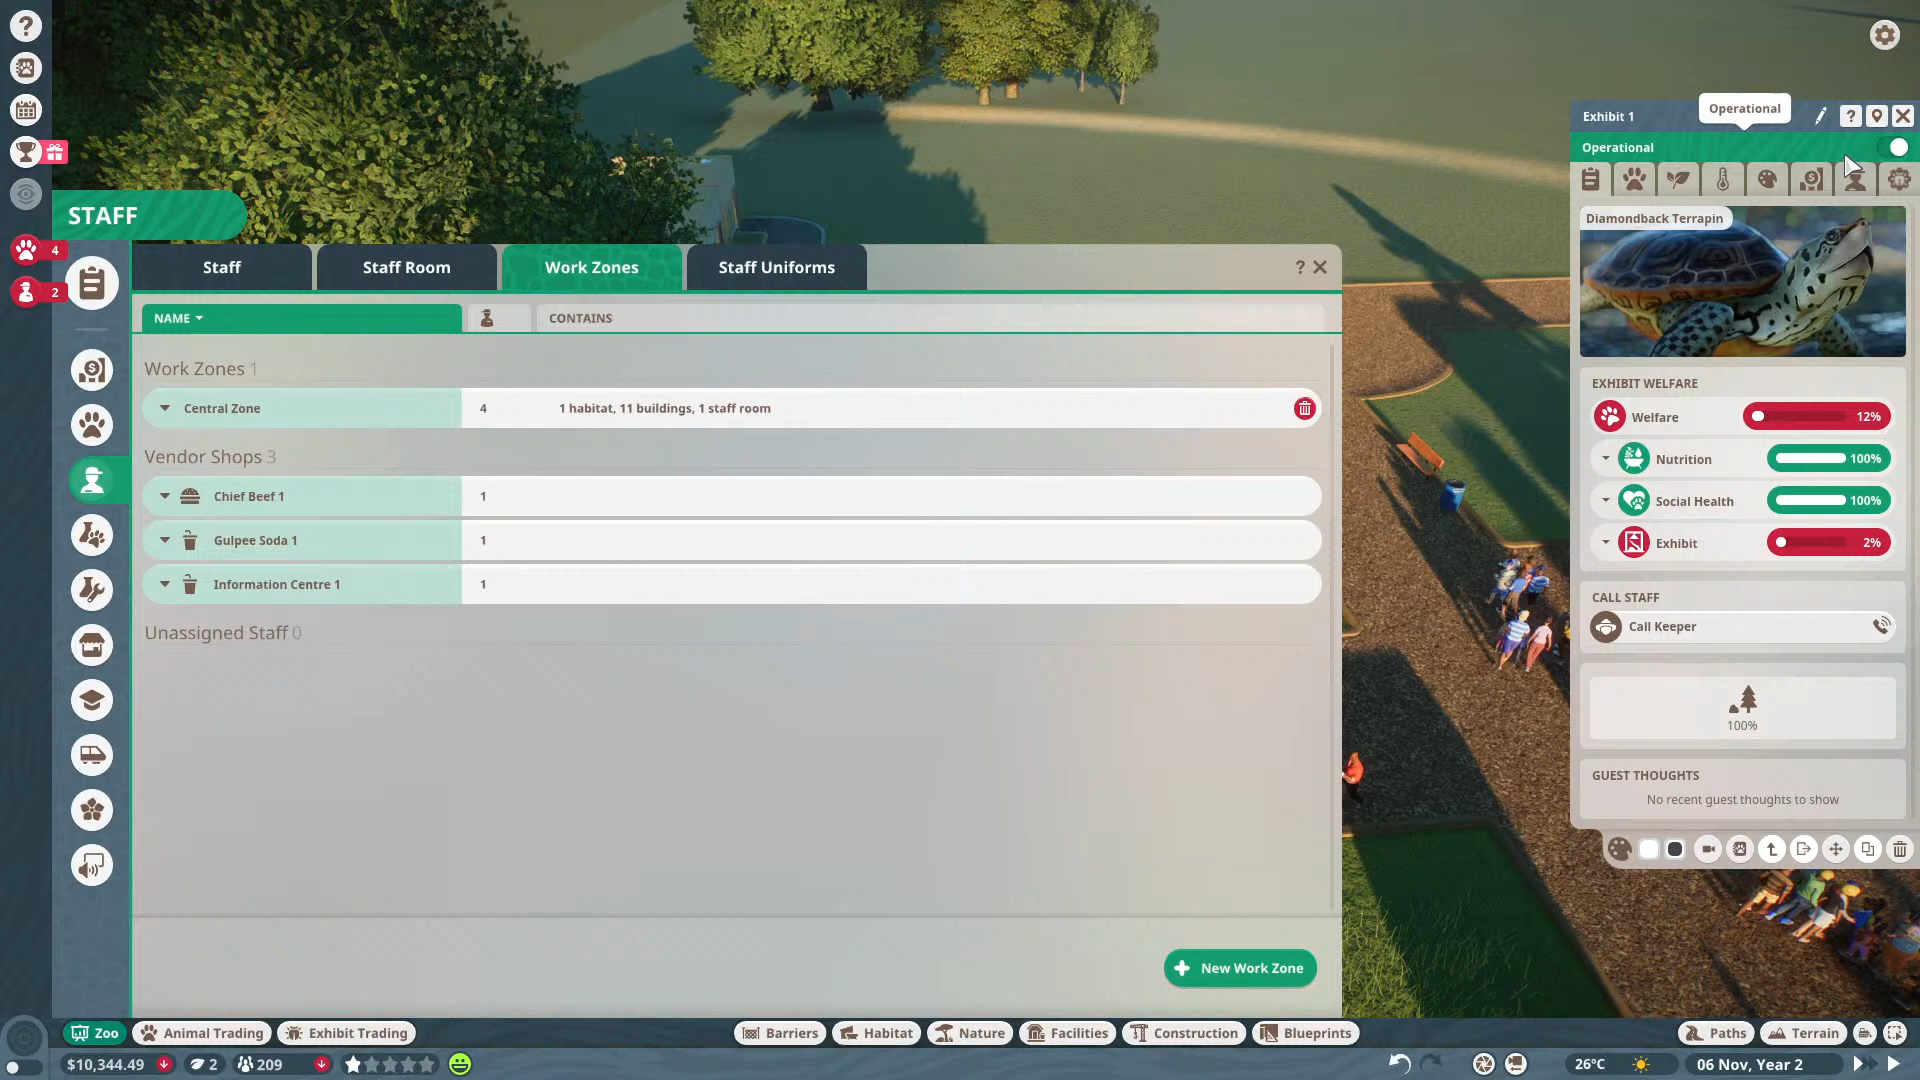 STAFF
4
2
Staff
Staff Room
Work Zones
Staff Uniforms
?
NAME
CONTAINS
Work Zones 1
Central Zone
4
1 habitat, 11 buildings, 1 staff room
Vendor Shops 3
Chief Beef 1
1
Gulpee Soda 1
1
Information Centre 1
1
Unassigned Staff 0
New Work Zone
Exhibit 1
Operational
?
Operational
Diamondback Terrapin
EXHIBIT WELFARE
Welfare
12%
Nutrition
100%
Social Health
100%
Exhibit
2%
CALL STAFF
Call Keeper
100%
GUEST THOUGHTS
No recent guest thoughts to show
Zoo
Animal Trading
Exhibit Trading
Barriers
Habitat
Nature
Facilities
Construction
Blueprints
Paths
Terrain
$10,344.49
2
209
26°C
06 Nov, Year 2